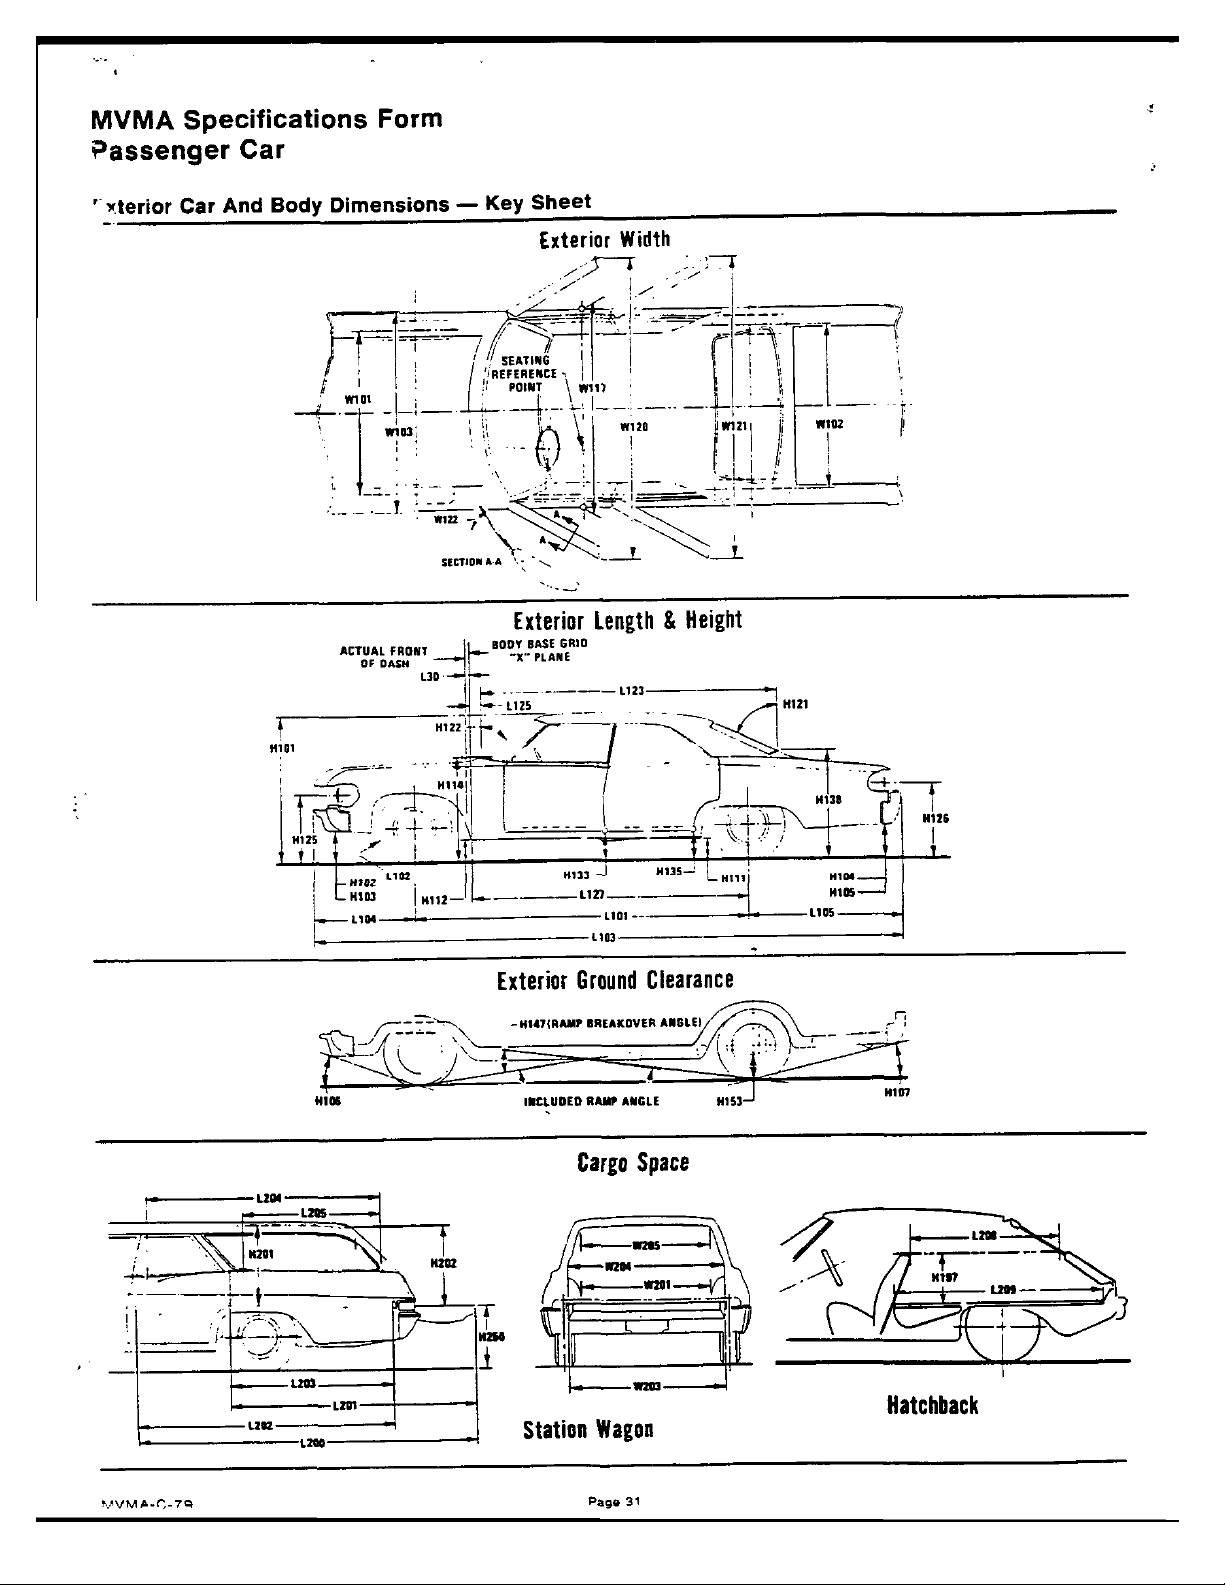 MVMA Specifications Form
Passenger Car
Exterior Car And Body Dimensions — Key Sheet
Exterior Width
SEATING
REFERENCE
POINT
W117
W101
W103
W120
W121
W102
W122
A
A
SECTION A-A
Exterior Length & Height
ACTUAL FRONT
OF DASH
BODY BASE GRID
"X" PLANE
L30
L123
L125
H121
H122
H101
H114
H138
H126
H125
H102
H103
L102
H112
H133
H135
H111
H104
H105
L127
L104
L101
L105
L103
Exterior Ground Clearance
H147(RAMP BREAKOVER ANGLE)
H106
INCLUDED RAMP ANGLE
H153
H107
Cargo Space
L204
L205
H201
H202
H250
L203
L201
L202
L200
W205
W204
W201
W203
Station Wagon
L208
H197
L209
Hatchback
MVMA-C-79
Page 31